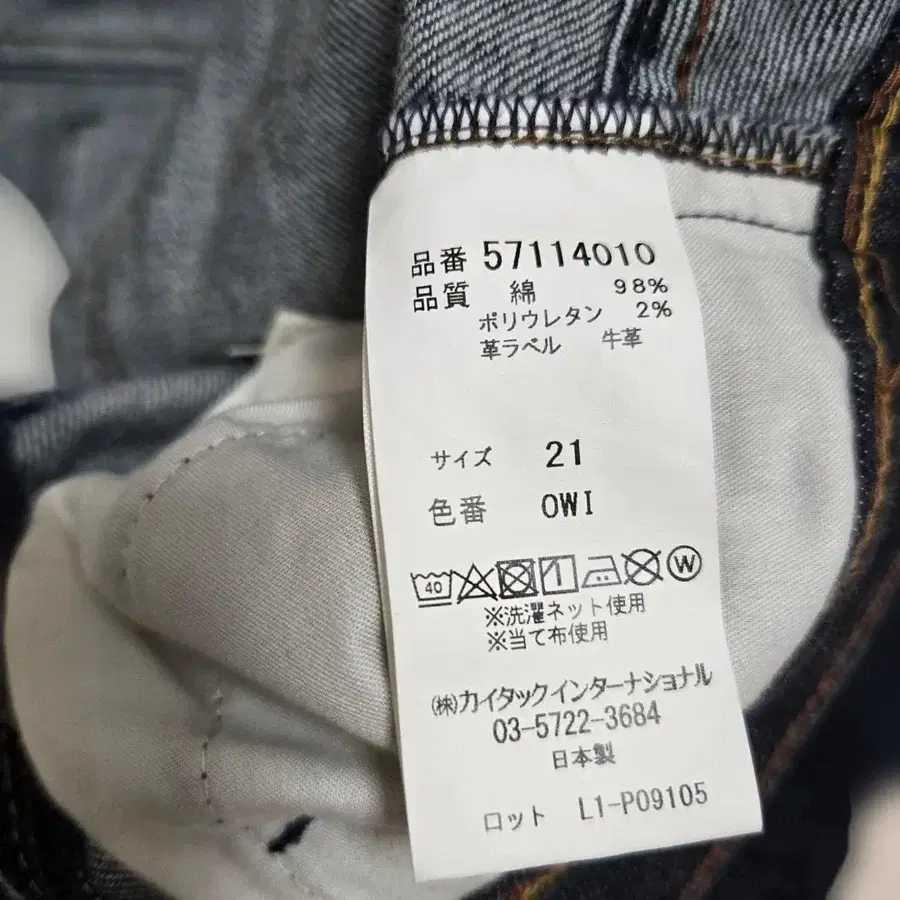 品番 57114010
品質 綿 98%
ポリウレタン 2%
革ラベル 牛革
サイズ 21
色番 OWI
40 W
※洗濯ネット使用
※当て布使用
㈱カイタックインターナショナル
03-5722-3684
日本製
ロット L1-P09105